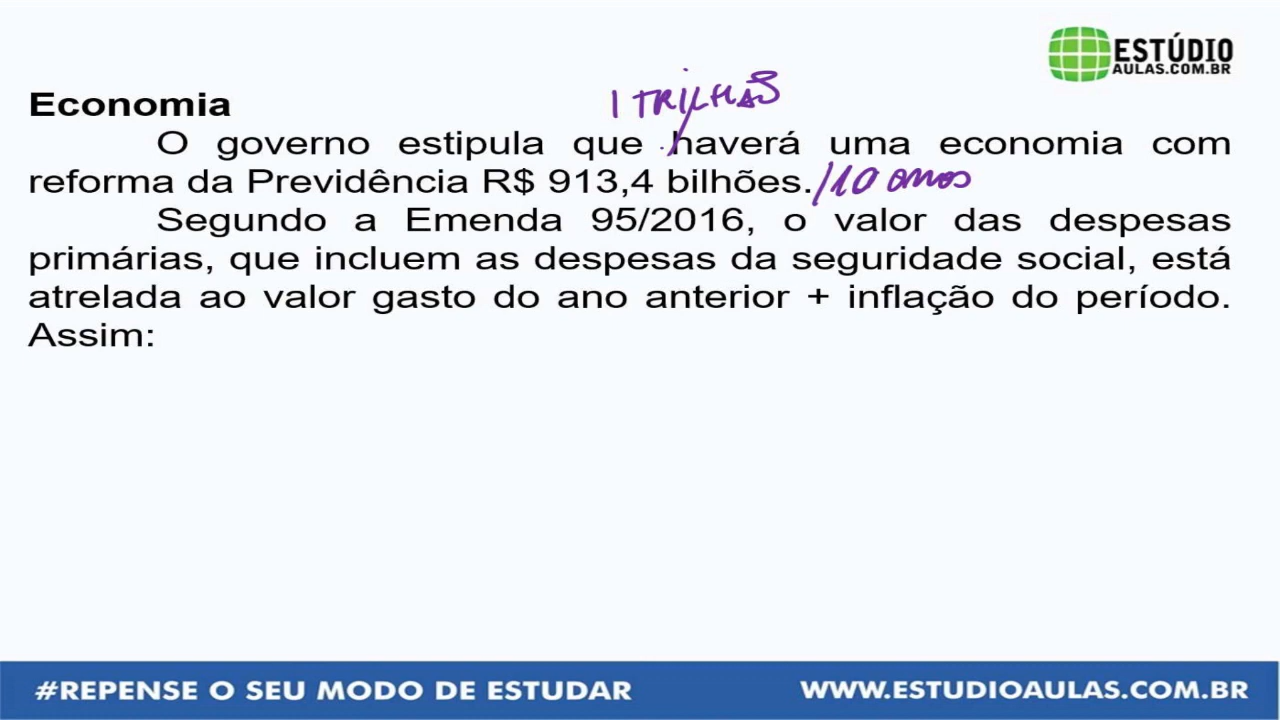 ESTÚDIO
AULAS.COM.BR
Economia
1 TRILHÃO
O governo estipula que haverá uma economia com
reforma da Previdência R$ 913,4 bilhões. /10 anos
Segundo a Emenda 95/2016, o valor das despesas
primárias, que incluem as despesas da seguridade social, está
atrelada ao valor gasto do ano anterior + inflação do período.
Assim:
#REPENSE O SEU MODO DE ESTUDAR
WWW.ESTUDIOAULAS.COM.BR